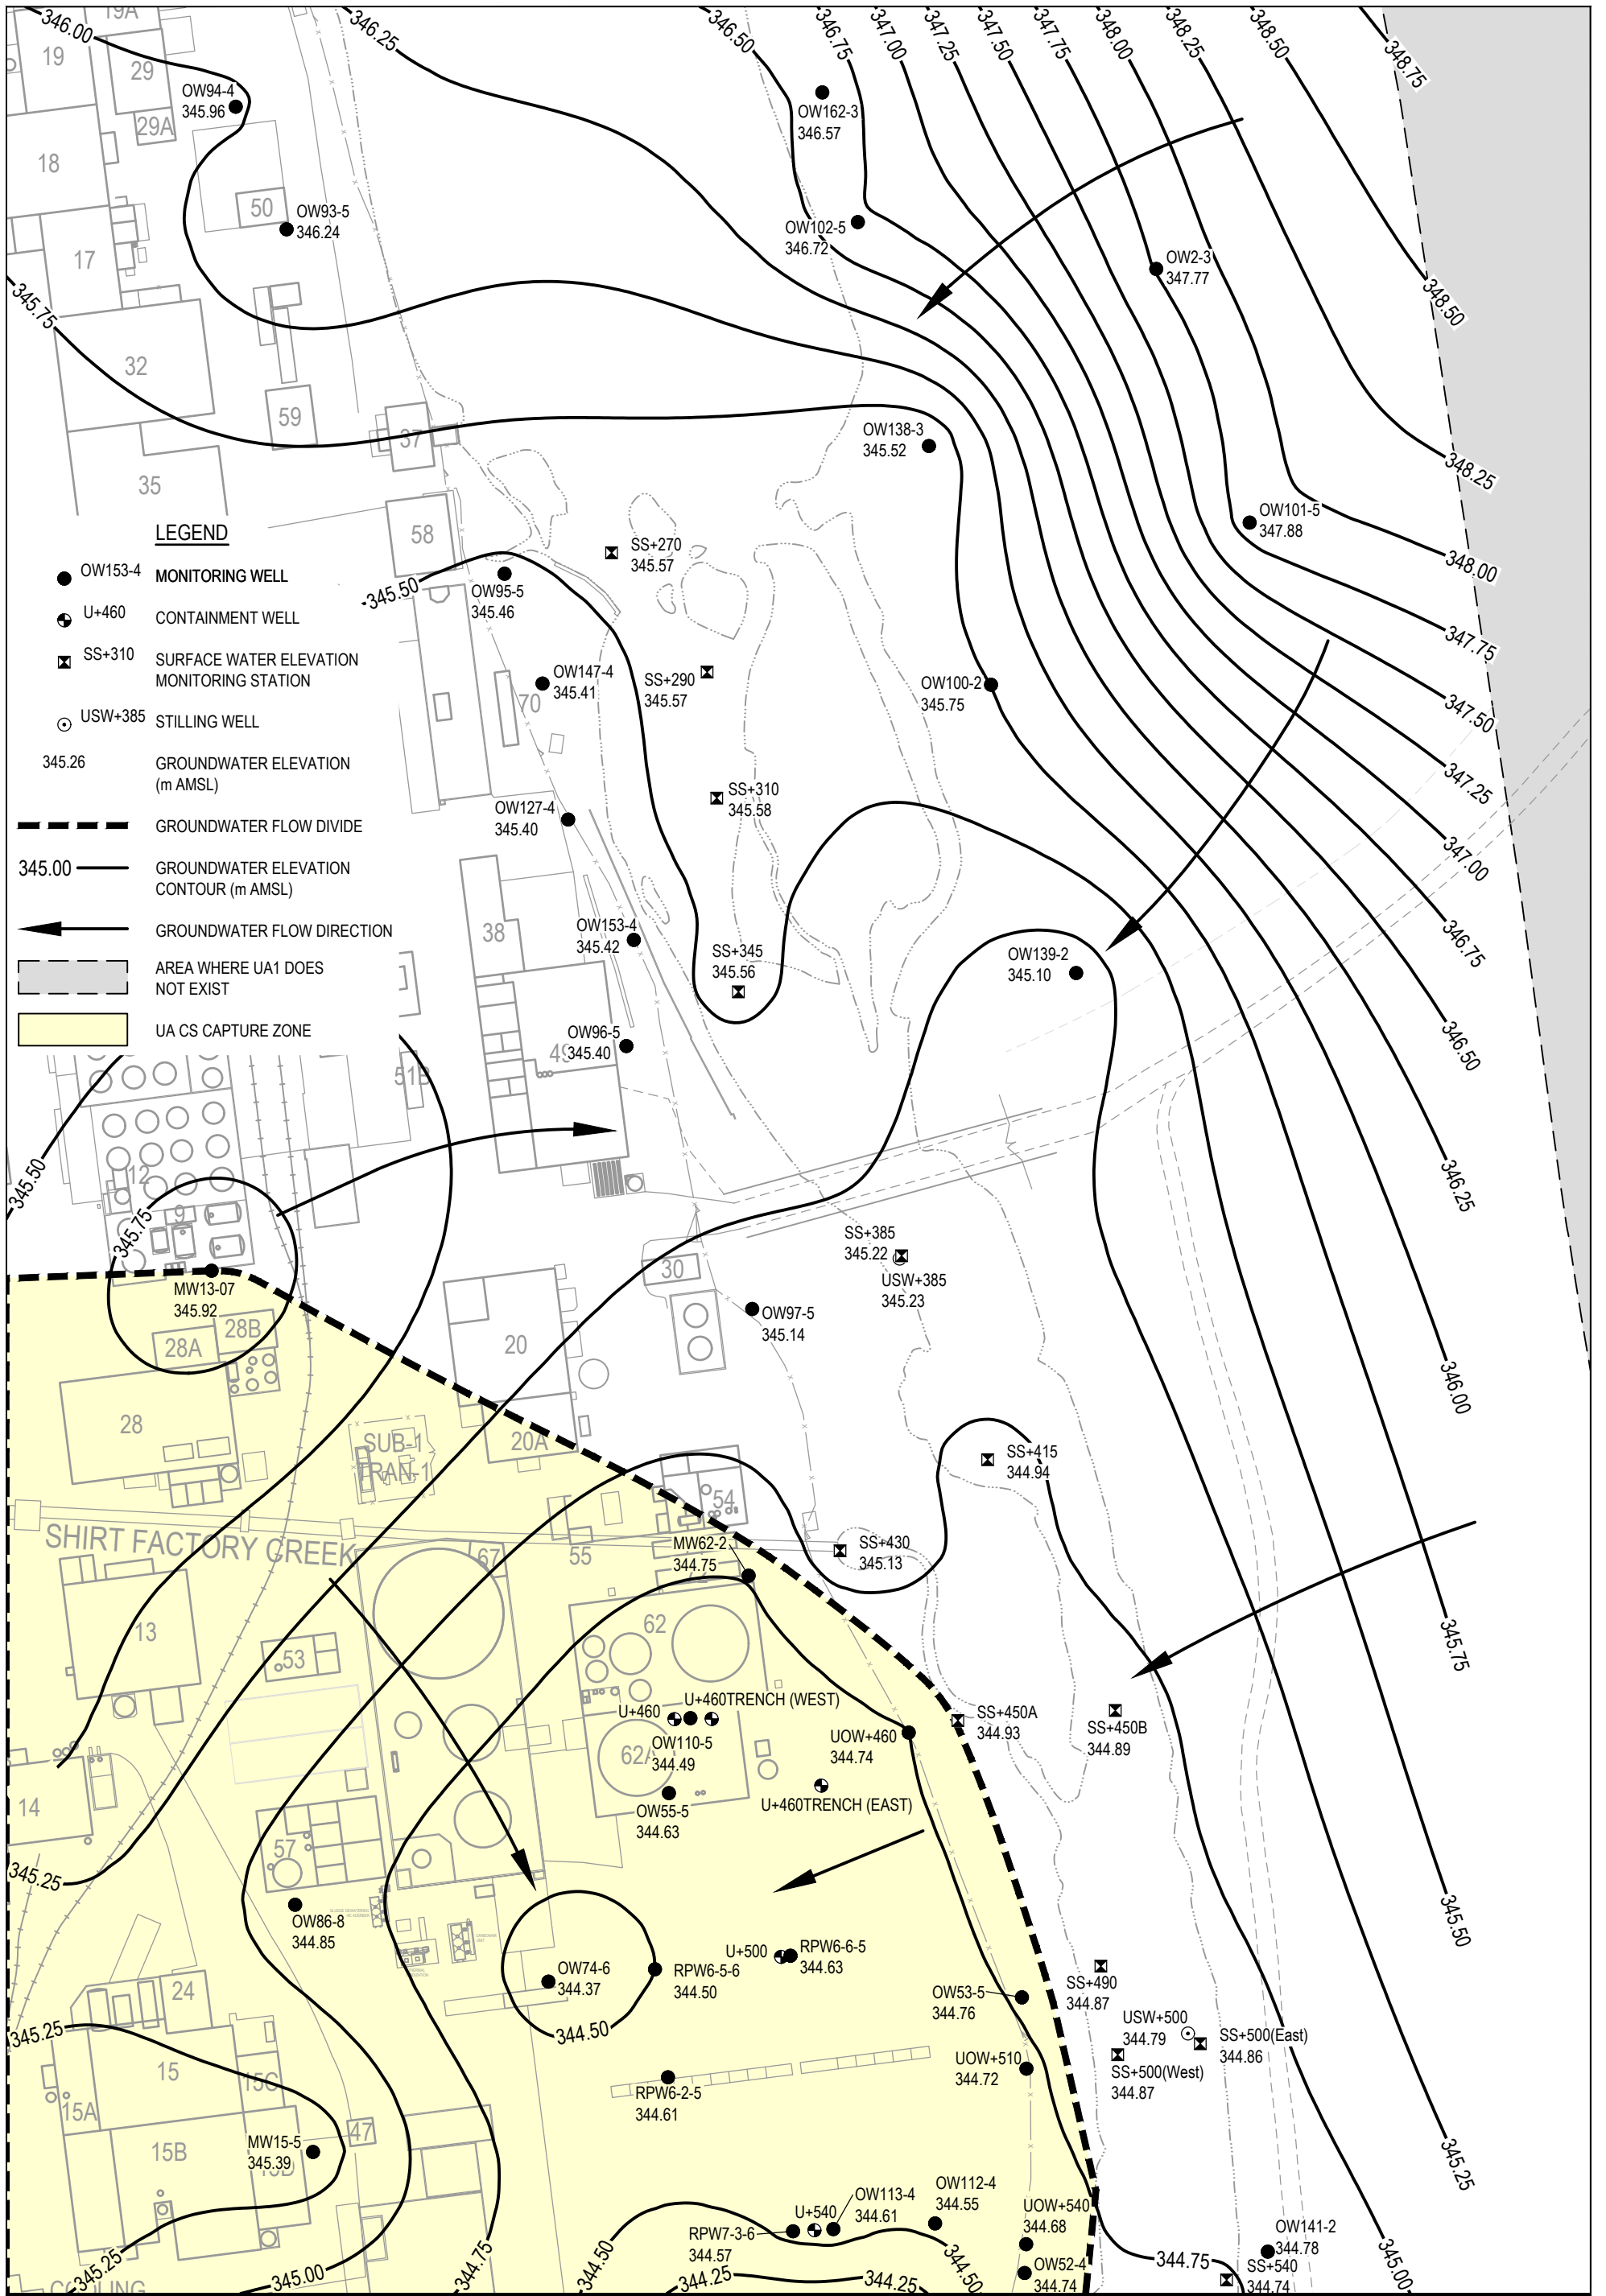 346.00
19A
346.25
346.50
346.75
347.00
347.25
347.50
347.75
348.00
348.25
348.50
348.75
19
29
OW94-4
345.96
29A
OW162-3
346.57
18
50
OW93-5
346.24
OW102-5
346.72
17
OW2-3
347.77
348.50
345.75
32
59
37
OW138-3
345.52
348.25
35
OW101-5
347.88
58
SS+270
345.57
348.00
345.50
OW95-5
345.46
347.75
LEGEND
OW153-4 MONITORING WELL
U+460 CONTAINMENT WELL
SS+310 SURFACE WATER ELEVATION
MONITORING STATION
USW+385 STILLING WELL
345.26 GROUNDWATER ELEVATION
(m AMSL)
GROUNDWATER FLOW DIVIDE
345.00 GROUNDWATER ELEVATION
CONTOUR (m AMSL)
GROUNDWATER FLOW DIRECTION
AREA WHERE UA1 DOES
NOT EXIST
UA CS CAPTURE ZONE
OW147-4
345.41
70
SS+290
345.57
OW100-2
345.75
347.50
SS+310
345.58
347.25
OW127-4
345.40
347.00
38
OW153-4
345.42
SS+345
345.56
OW139-2
345.10
346.75
OW96-5
345.40
49
346.50
51B
12
345.50
9
345.75
346.25
MW13-07
345.92
30
SS+385
345.22
USW+385
345.23
OW97-5
345.14
28B
28A
20
346.00
28
SUB-1
TRAN-1
20A
SS+415
344.94
54
SHIRT FACTORY CREEK
67
55
MW62-2
344.75
SS+430
345.13
13
62
53
345.75
U+460
U+460TRENCH (WEST)
OW110-5
344.49
62A
UOW+460
344.74
SS+450A
344.93
SS+450B
344.89
OW55-5
344.63
U+460TRENCH (EAST)
14
57
345.25
OW86-8
344.85
345.50
U+500
RPW6-6-5
344.63
OW74-6
344.37
RPW6-5-6
344.50
OW53-5
344.76
SS+490
344.87
24
344.50
345.25
USW+500
344.79
SS+500(East)
344.86
UOW+510
344.72
SS+500(West)
344.87
15
15C
15A
RPW6-2-5
344.61
47
MW15-5
345.39
15B
15D
345.25
OW112-4
344.55
OW113-4
344.61
U+540
RPW7-3-6
344.57
UOW+540
344.68
OW141-2
344.78
OW52-4
344.74
344.75
SS+540
344.74
345.00
345.25
345.00
344.75
344.50
344.25
344.25
344.50
COOLING